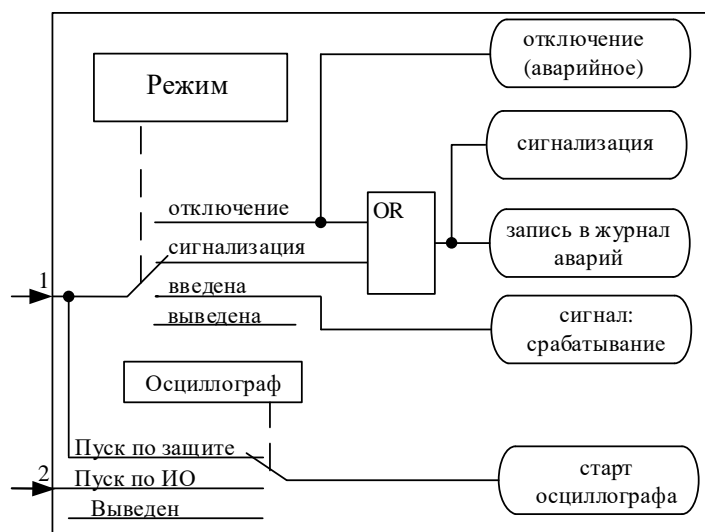 отключение
(аварийное)
Режим
сигнализация
отключение
OR
сигнализация
запись в журнал
аварий
1
введена
выведена
сигнал:
срабатывание
Осциллограф
Пуск по защите
2
Пуск по ИО
старт
осциллографа
Выведен